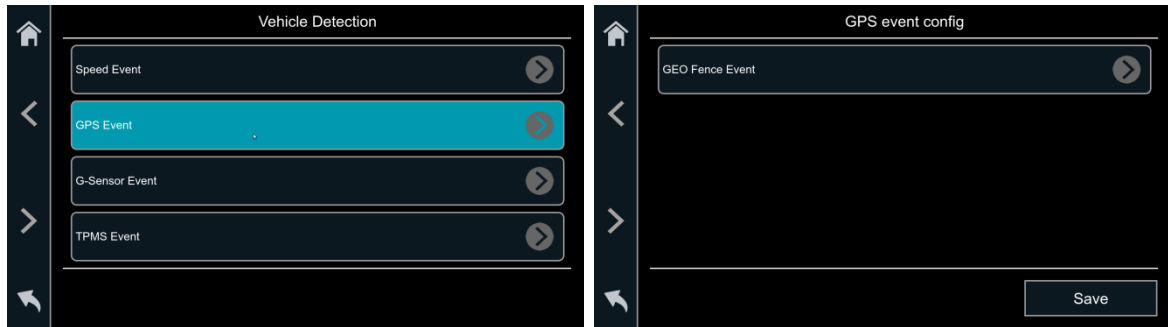 Vehicle Detection
Speed Event
GPS Event
G-Sensor Event
TPMS Event
GPS event config
GEO Fence Event
Save